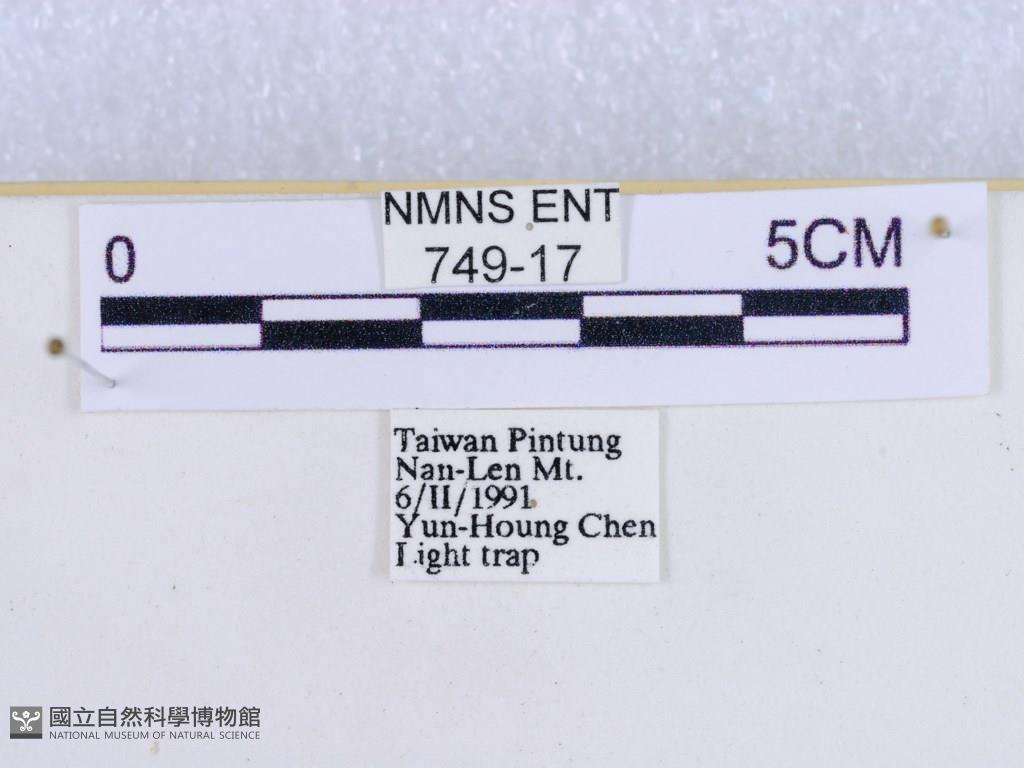 NMNS ENT
749-17
0
5CM
Taiwan Pintung
Nan-Len Mt.
6/II/1991
Yun-Houng Chen
Light trap
國立自然科學博物館
NATIONAL MUSEUM OF NATURAL SCIENCE